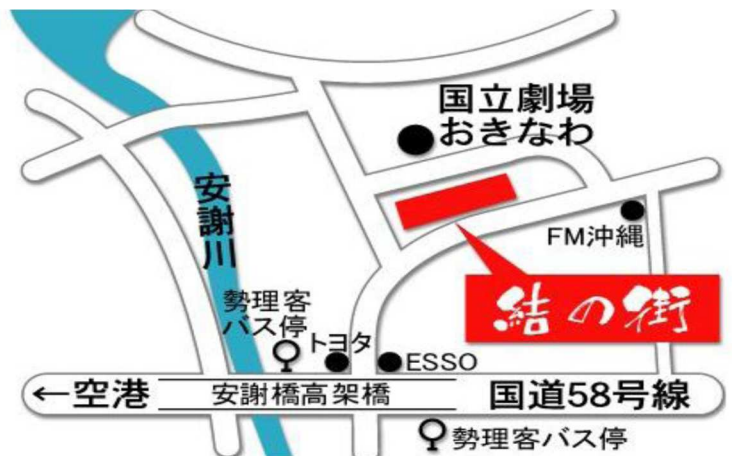 国立劇場
おきなわ
安謝川
FM沖縄
結の街
勢理客
バス停
トヨタ
ESSO
←空港
安謝橋高架橋
国道58号線
勢理客バス停